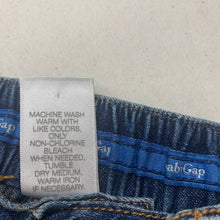 MACHINE WASH
WARM WITH
LIKE COLORS,
ONLY
NON-CHLORINE
BLEACH
WHEN NEEDED,
TUMBLE
DRY MEDIUM,
WARM IRON
IF NECESSARY.
abyGap
Gap